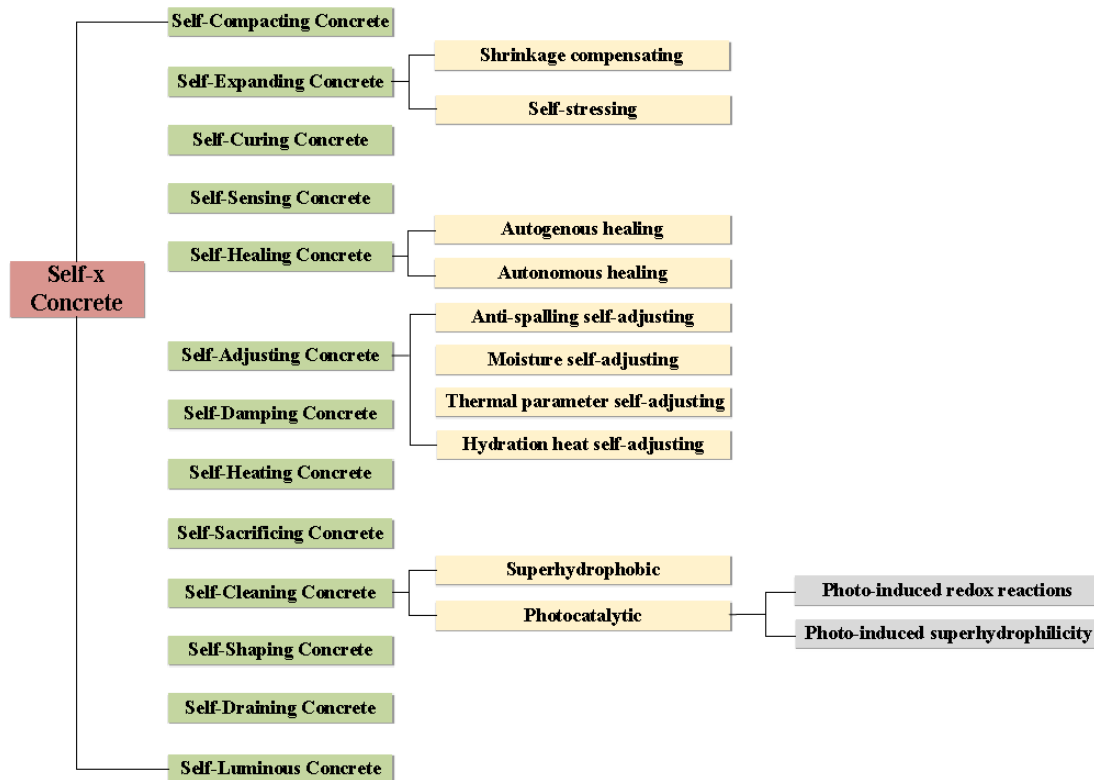 Self-Compacting Concrete
Shrinkage compensating
Self-Expanding Concrete
Self-stressing
Self-Curing Concrete
Self-Sensing Concrete
Autogenous healing
Self-Healing Concrete
Autonomous healing
Self-x
Concrete
Anti-spalling self-adjusting
Self-Adjusting Concrete
Moisture self-adjusting
Thermal parameter self-adjusting
Self-Damping Concrete
Hydration heat self-adjusting
Self-Heating Concrete
Self-Sacrificing Concrete
Superhydrophobic
Self-Cleaning Concrete
Photo-induced redox reactions
Photocatalytic
Photo-induced superhydrophilicity
Self-Shaping Concrete
Self-Draining Concrete
Self-Luminous Concrete